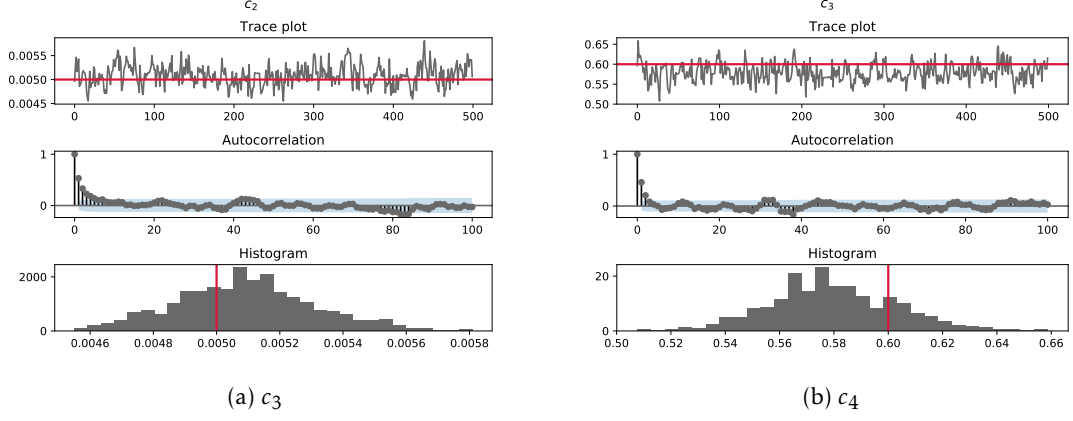 c2
Trace plot
0.0055
0.0050
0.0045
0 100 200 300 400 500
Autocorrelation
1
0
0 20 40 60 80 100
Histogram
2000
0
0.0046 0.0048 0.0050 0.0052 0.0054 0.0056 0.0058
(a) c3
c3
Trace plot
0.65
0.60
0.55
0.50
0 100 200 300 400 500
Autocorrelation
1
0
0 20 40 60 80 100
Histogram
20
0
0.50 0.52 0.54 0.56 0.58 0.60 0.62 0.64 0.66
(b) c4